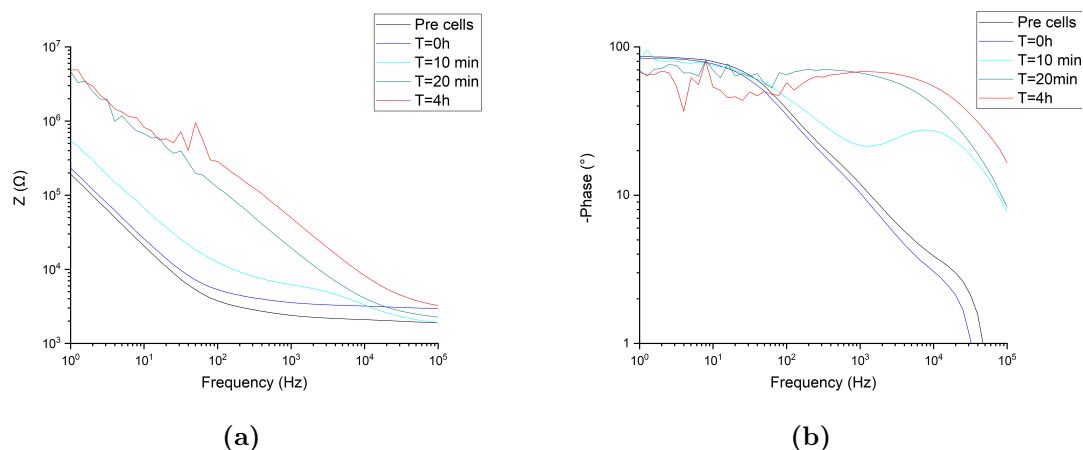 Pre cells
T=0h
T=10 min
T=20 min
T=4h
10^7
10^6
10^5
10^4
10^3
Z (Ω)
10^0 10^1 10^2 10^3 10^4 10^5
Frequency (Hz)
(a)
Pre cells
T=0h
T=10 min
T=20min
T=4h
100
10
1
-Phase (°)
10^0 10^1 10^2 10^3 10^4 10^5
Frequency (Hz)
(b)